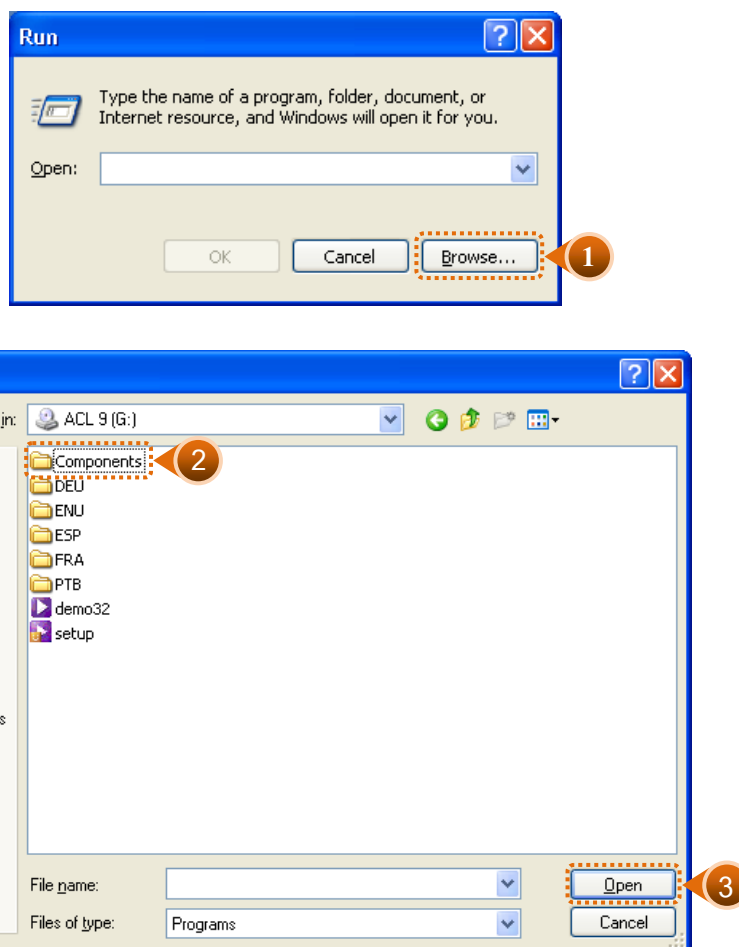 Run
Type the name of a program, folder, document, or
Internet resource, and Windows will open it for you.
Open:
OK Cancel Browse... 1
in: ACL 9 (G:)
Components 2
DEU
ENU
ESP
FRA
PTB
demo32
setup
s
File name: Open 3
Files of type: Programs Cancel